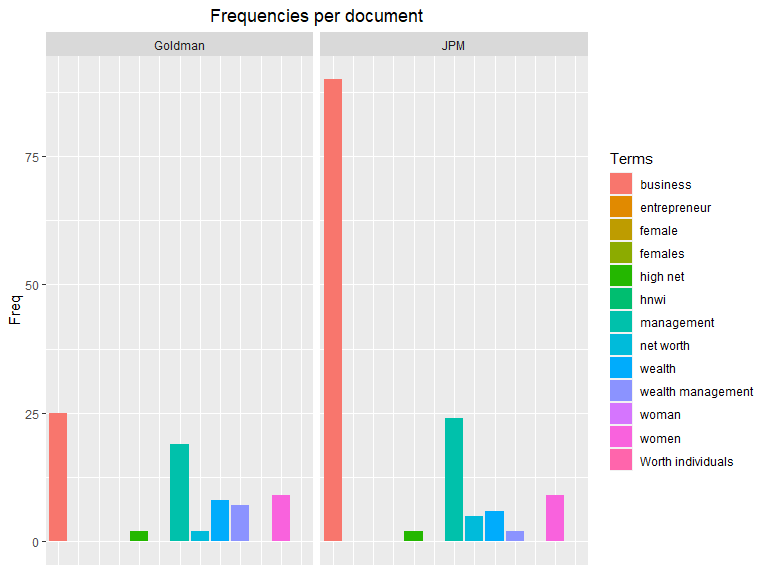 Frequencies per document
Goldman
JPM
75
50
25
0
Freq
Terms
business
entrepreneur
female
females
high net
hnwi
management
net worth
wealth
wealth management
woman
women
Worth individuals